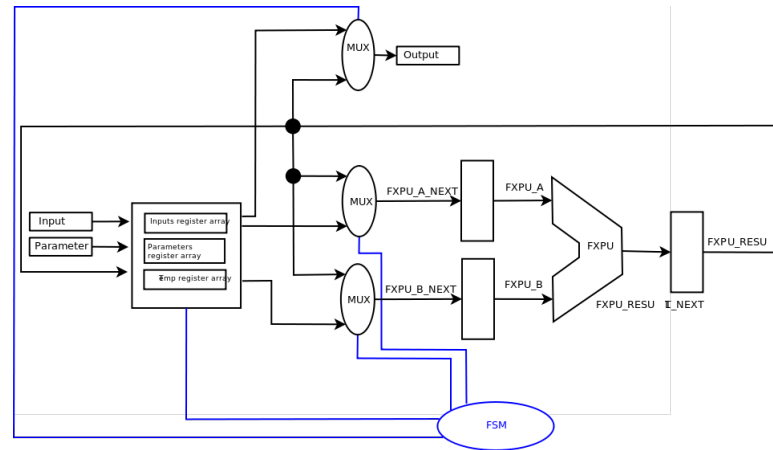 MUX
Output
Input
Parameter
Inputs register array
Parameters
register array
Temp register array
MUX
FXPU_A_NEXT
FXPU_A
MUX
FXPU_B_NEXT
FXPU_B
FXPU
FXPU_RESU
FXPU_RESU LT_NEXT
FSM